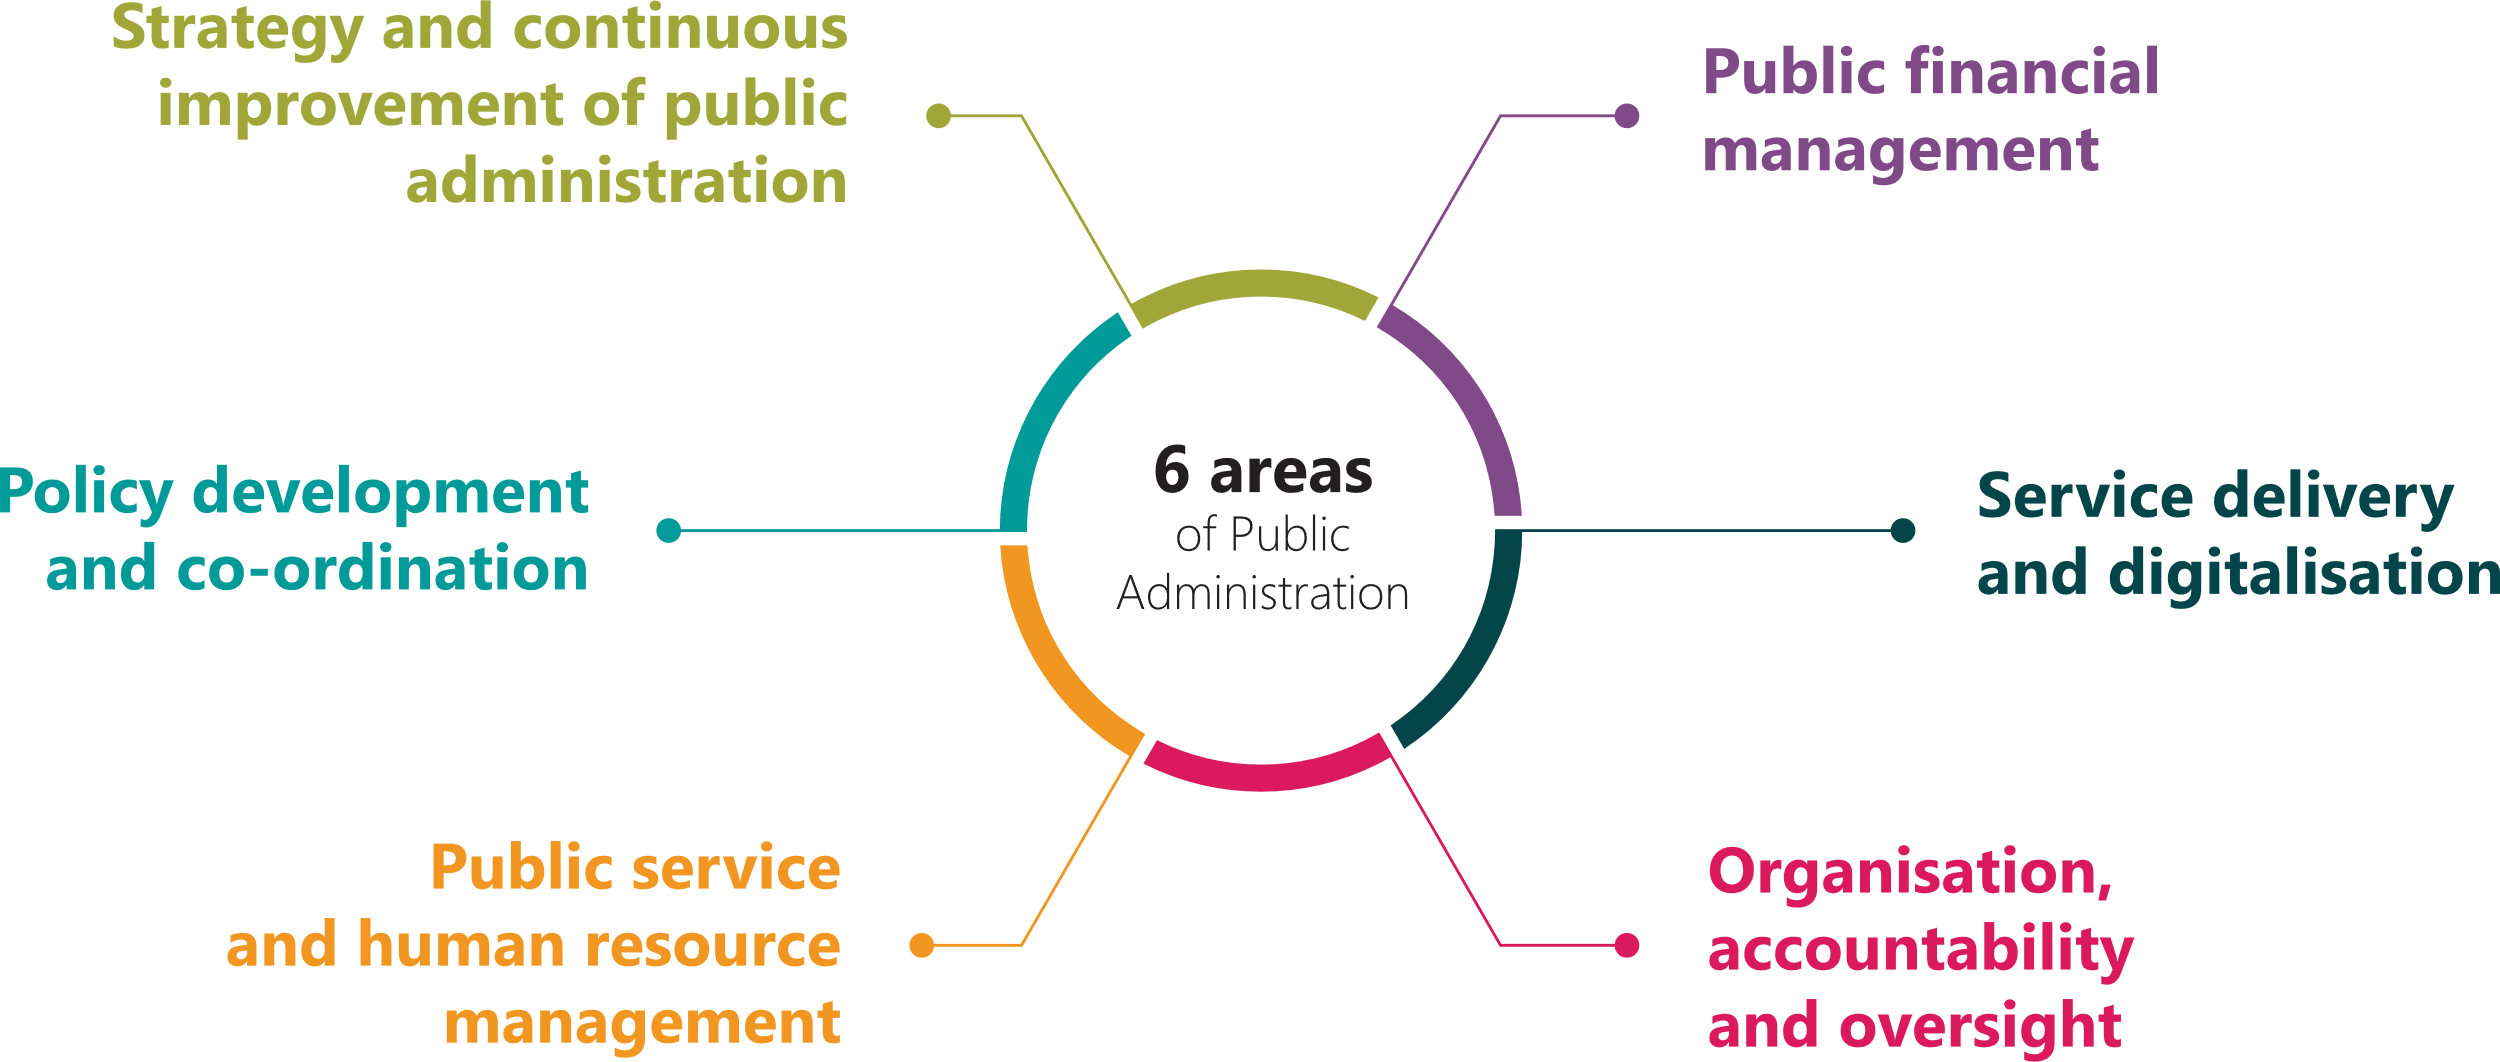 Strategy and continuous
improvement of public
administration
Public financial
management
Policy development
and co-ordination
6 areas
of Public
Administration
Service delivery
and digitalisation
Public service
and human resource
management
Organisation,
accountability
and oversight